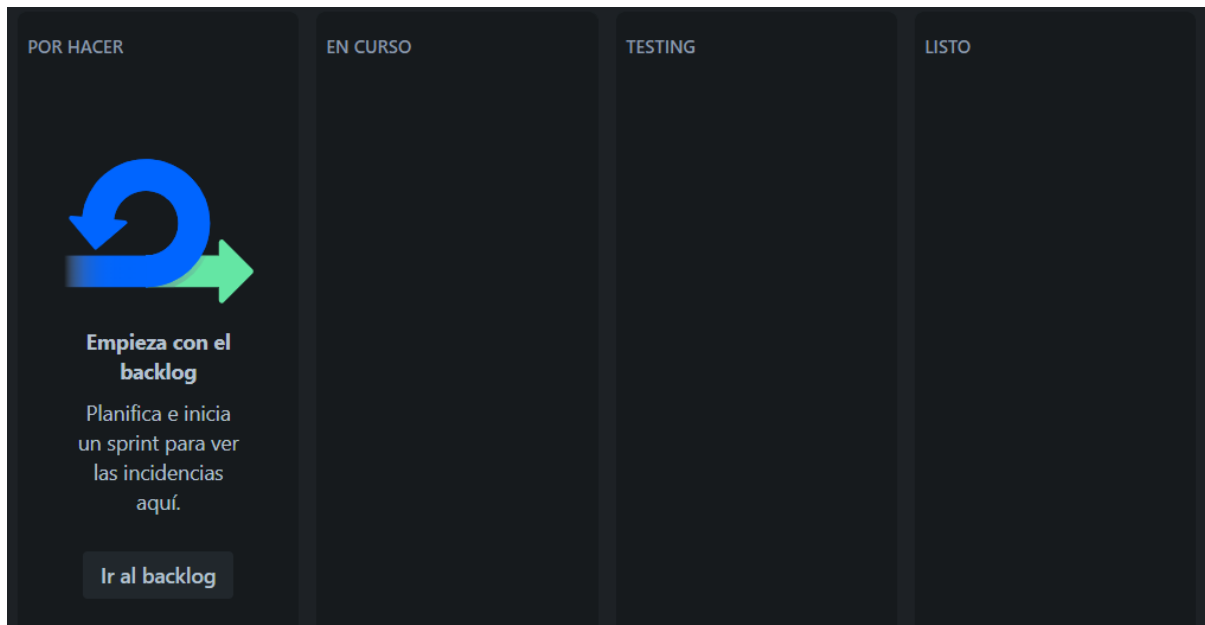 POR HACER
EN CURSO
TESTING
LISTO
Empieza con el
backlog
Planifica e inicia
un sprint para ver
las incidencias
aquí.
Ir al backlog